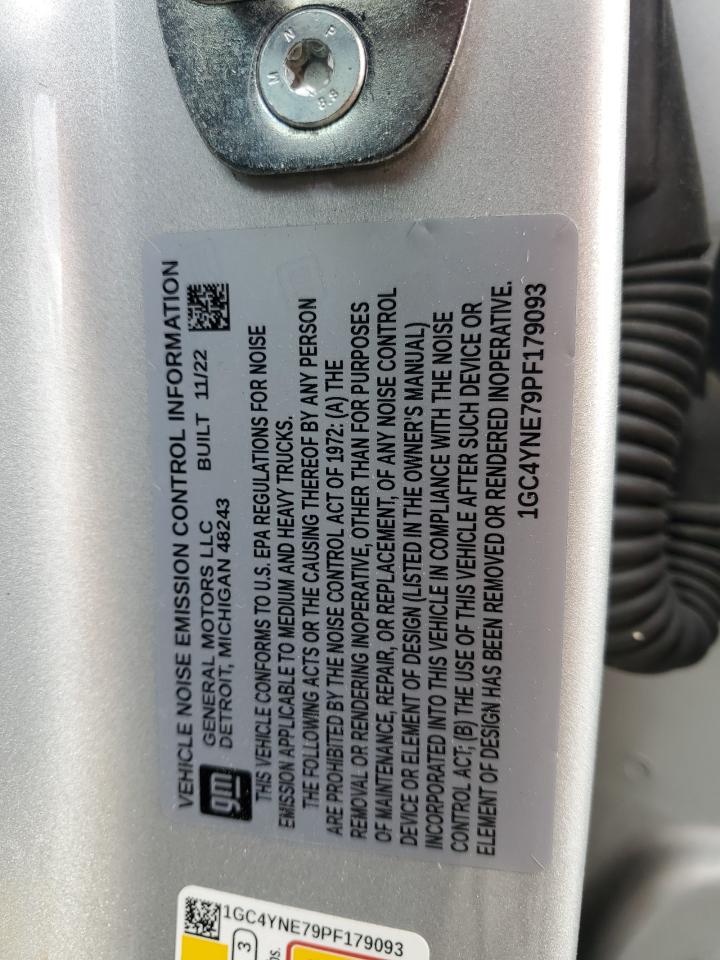 M N P
8.8
VEHICLE NOISE EMISSION CONTROL INFORMATION
gm
GENERAL MOTORS LLC BUILT 11/22
DETROIT, MICHIGAN 48243
THIS VEHICLE CONFORMS TO U.S. EPA REGULATIONS FOR NOISE
EMISSION APPLICABLE TO MEDIUM AND HEAVY TRUCKS.
THE FOLLOWING ACTS OR THE CAUSING THEREOF BY ANY PERSON
ARE PROHIBITED BY THE NOISE CONTROL ACT OF 1972: (A) THE
REMOVAL OR RENDERING INOPERATIVE, OTHER THAN FOR PURPOSES
OF MAINTENANCE, REPAIR, OR REPLACEMENT, OF ANY NOISE CONTROL
DEVICE OR ELEMENT OF DESIGN (LISTED IN THE OWNER'S MANUAL)
INCORPORATED INTO THIS VEHICLE IN COMPLIANCE WITH THE NOISE
CONTROL ACT, (B) THE USE OF THIS VEHICLE AFTER SUCH DEVICE OR
ELEMENT OF DESIGN HAS BEEN REMOVED OR RENDERED INOPERATIVE.
1GC4YNE79PF179093
1GC4YNE79PF179093
3
os.